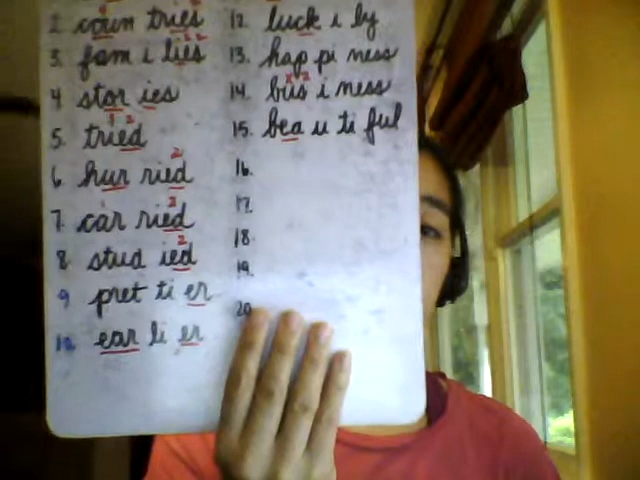 2. coun tries
3. fam i lies
4. stor ies
5. tried
6. hur ried
7. car ried
8. stud ied
9. pret ti er
10. ear li er
12. luck i ly
13. hap pi ness
14. bus i ness
15. beau ti ful
16.
17.
18.
19.
20.